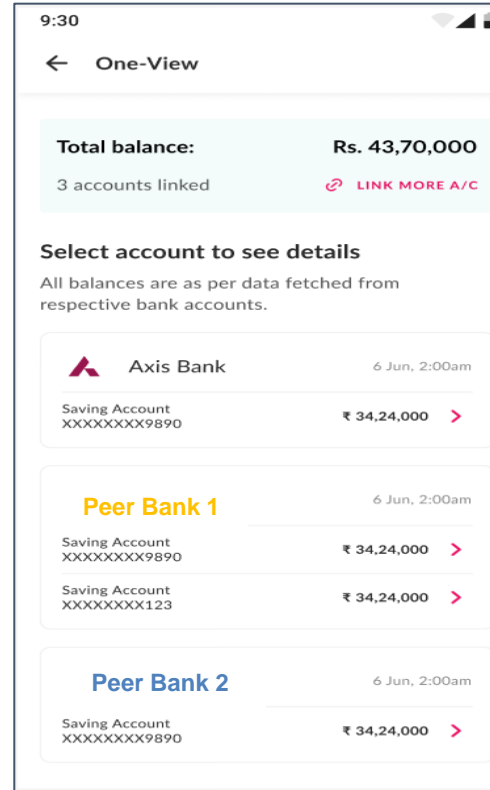 9:30
One-View
Total balance: Rs. 43,70,000
3 accounts linked LINK MORE A/C
Select account to see details
All balances are as per data fetched from
respective bank accounts.
Axis Bank 6 Jun, 2:00am
Saving Account
XXXXXXXX9890 ₹ 34,24,000
Peer Bank 1 6 Jun, 2:00am
Saving Account
XXXXXXXX9890 ₹ 34,24,000
Saving Account
XXXXXXXX123 ₹ 34,24,000
Peer Bank 2 6 Jun, 2:00am
Saving Account
XXXXXXXX9890 ₹ 34,24,000